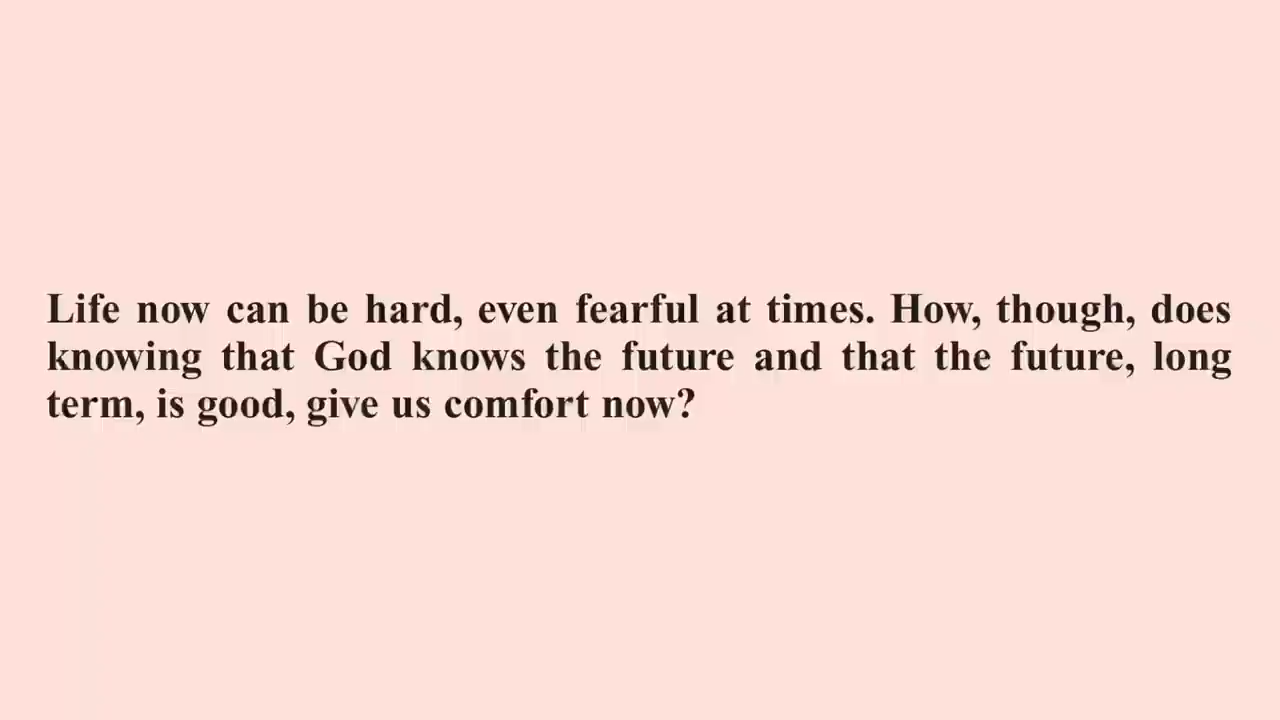 Life now can be hard, even fearful at times. How, though, does
knowing that God knows the future and that the future, long
term, is good, give us comfort now?